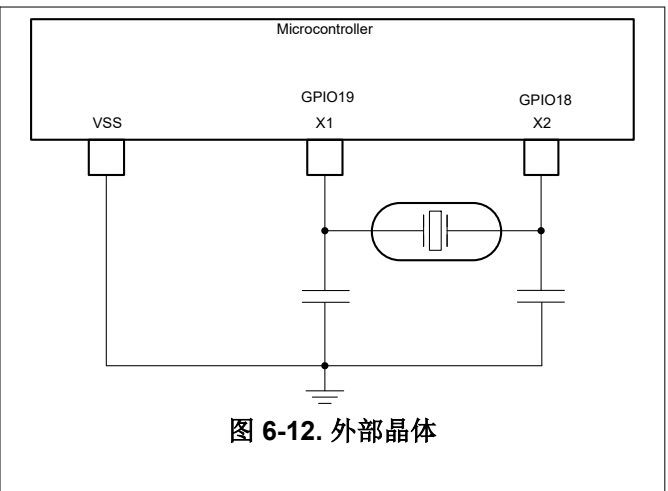 Microcontroller
GPIO19
GPIO18
VSS
X1
X2
图 6-12. 外部晶体